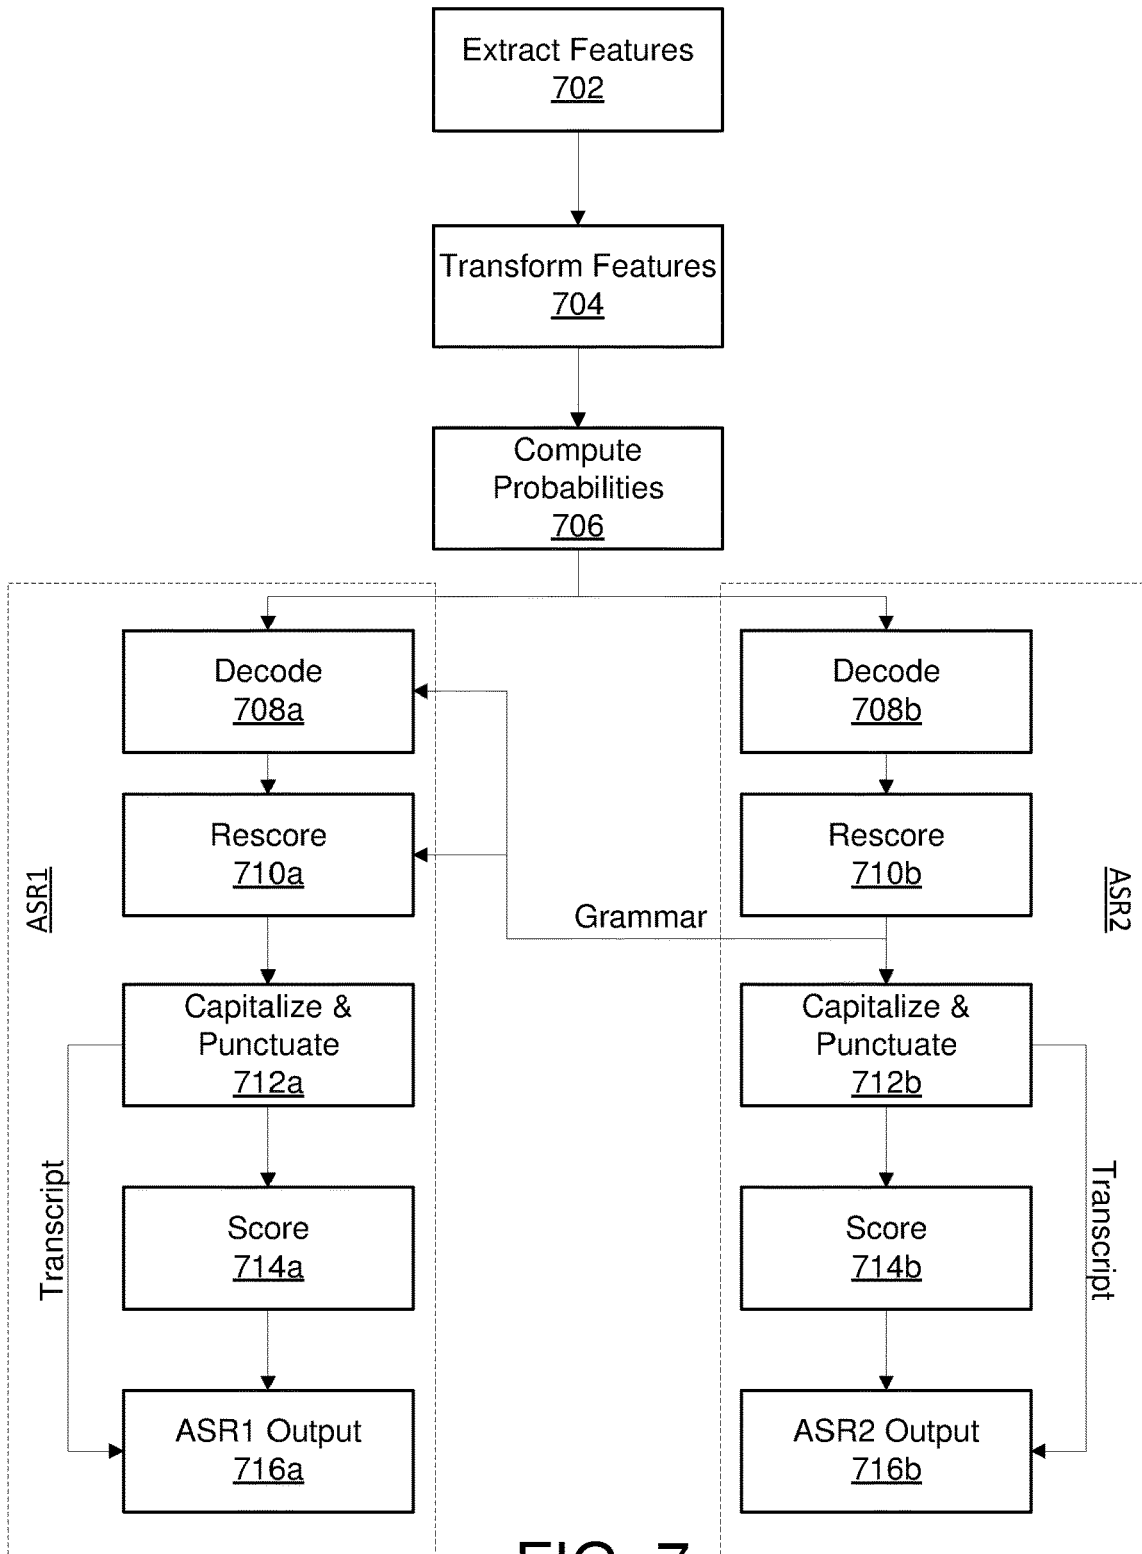 Extract Features
702
Transform Features
704
Compute
Probabilities
706
Decode
708a
Decode
708b
Rescore
710a
Rescore
710b
ASR1
ASR2
Grammar
Capitalize &
Punctuate
712a
Capitalize &
Punctuate
712b
Transcript
Transcript
Score
714a
Score
714b
ASR1 Output
716a
ASR2 Output
716b
FIG. 7